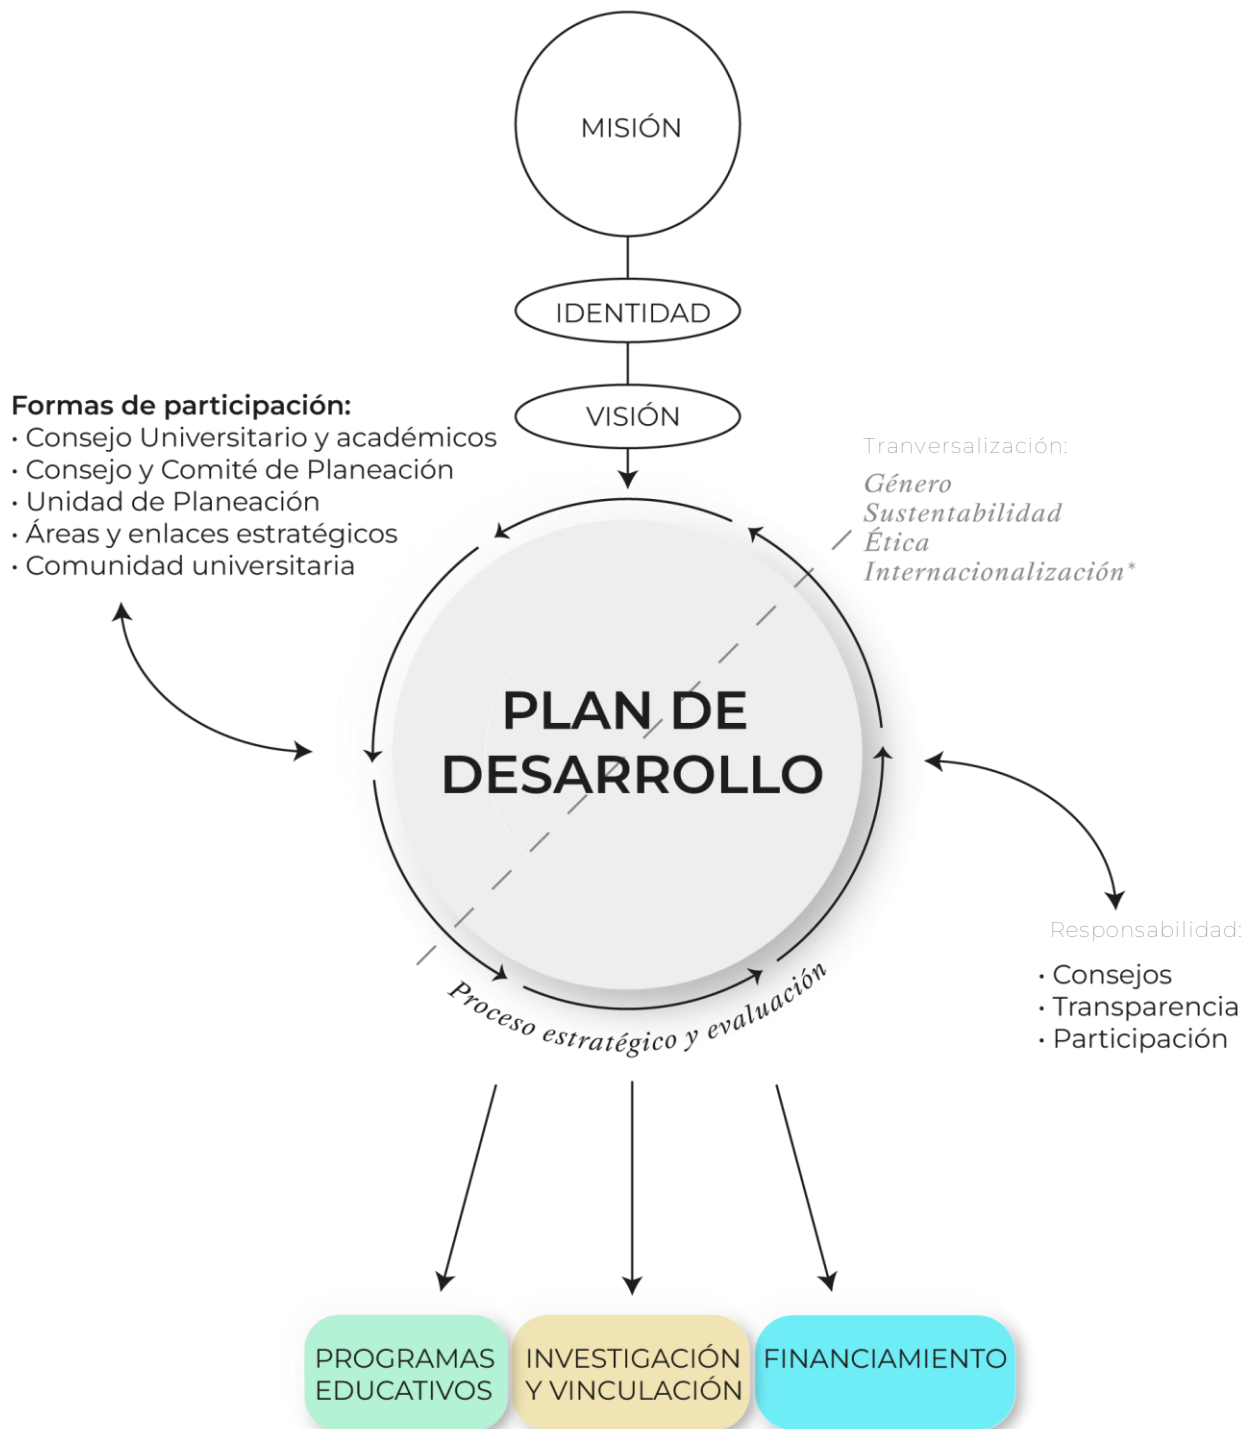 MISIÓN
IDENTIDAD
VISIÓN
Formas de participación:
· Consejo Universitario y académicos
· Consejo y Comité de Planeación
· Unidad de Planeación
· Áreas y enlaces estratégicos
· Comunidad universitaria
Tranversalización:
Género
Sustentabilidad
Ética
Internacionalización*
PLAN DE
DESARROLLO
Proceso estratégico y evaluación
Responsabilidad:
· Consejos
· Transparencia
· Participación
PROGRAMAS
EDUCATIVOS
INVESTIGACIÓN
Y VINCULACIÓN
FINANCIAMIENTO